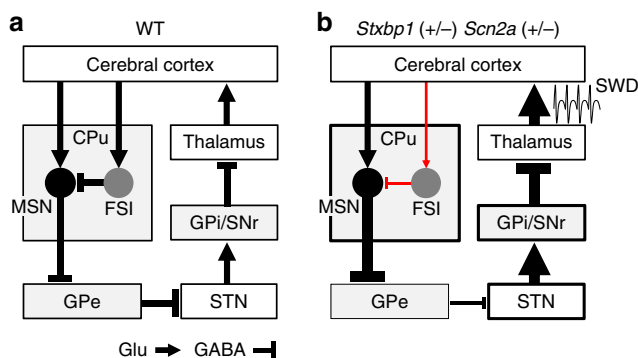 a
WT
Cerebral cortex
CPu
Thalamus
MSN
FSI
GPi/SNr
GPe
STN
Glu
GABA
b
Stxbp1 (+/–) Scn2a (+/–)
Cerebral cortex
SWD
CPu
Thalamus
MSN
FSI
GPi/SNr
GPe
STN